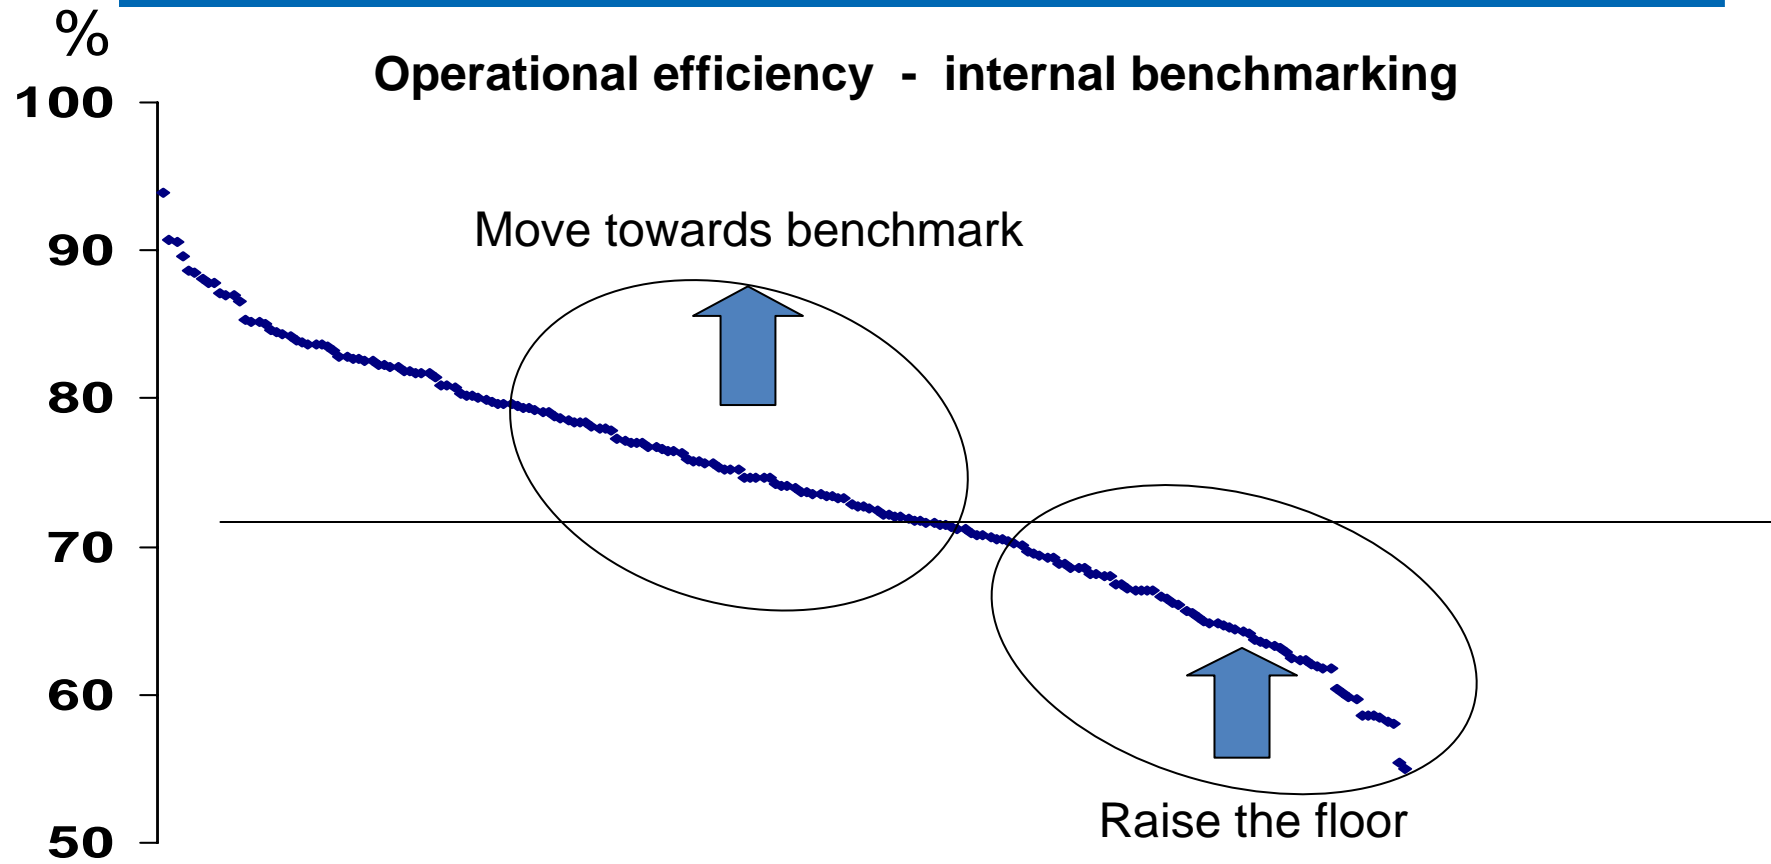 %
Operational efficiency - internal benchmarking
100
Move towards benchmark
90
80
70
60
Raise the floor
50